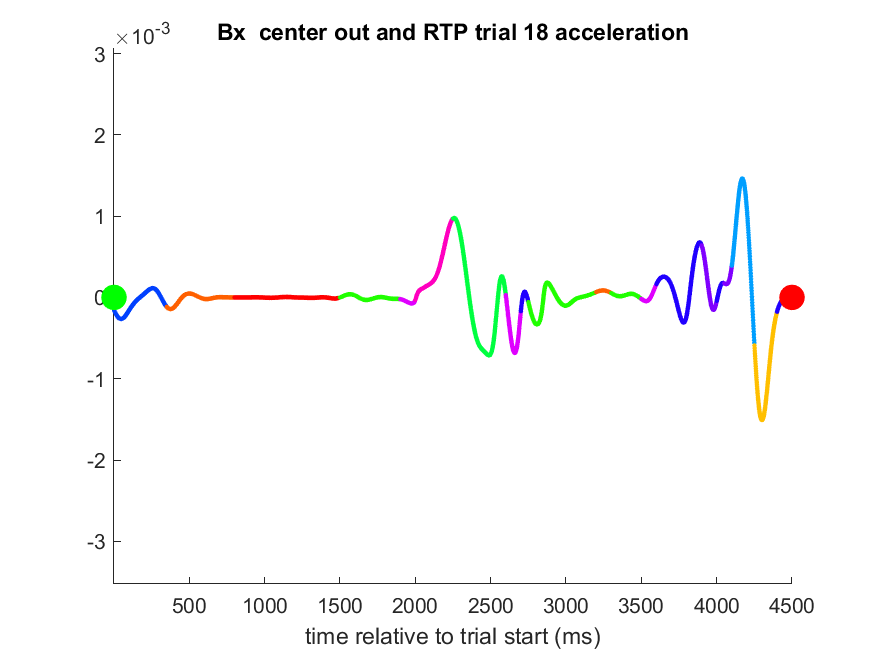 Bx  center out and RTP trial 18 acceleration
×10-3
3
2
1
0
-1
-2
-3
500 1000 1500 2000 2500 3000 3500 4000 4500
time relative to trial start (ms)